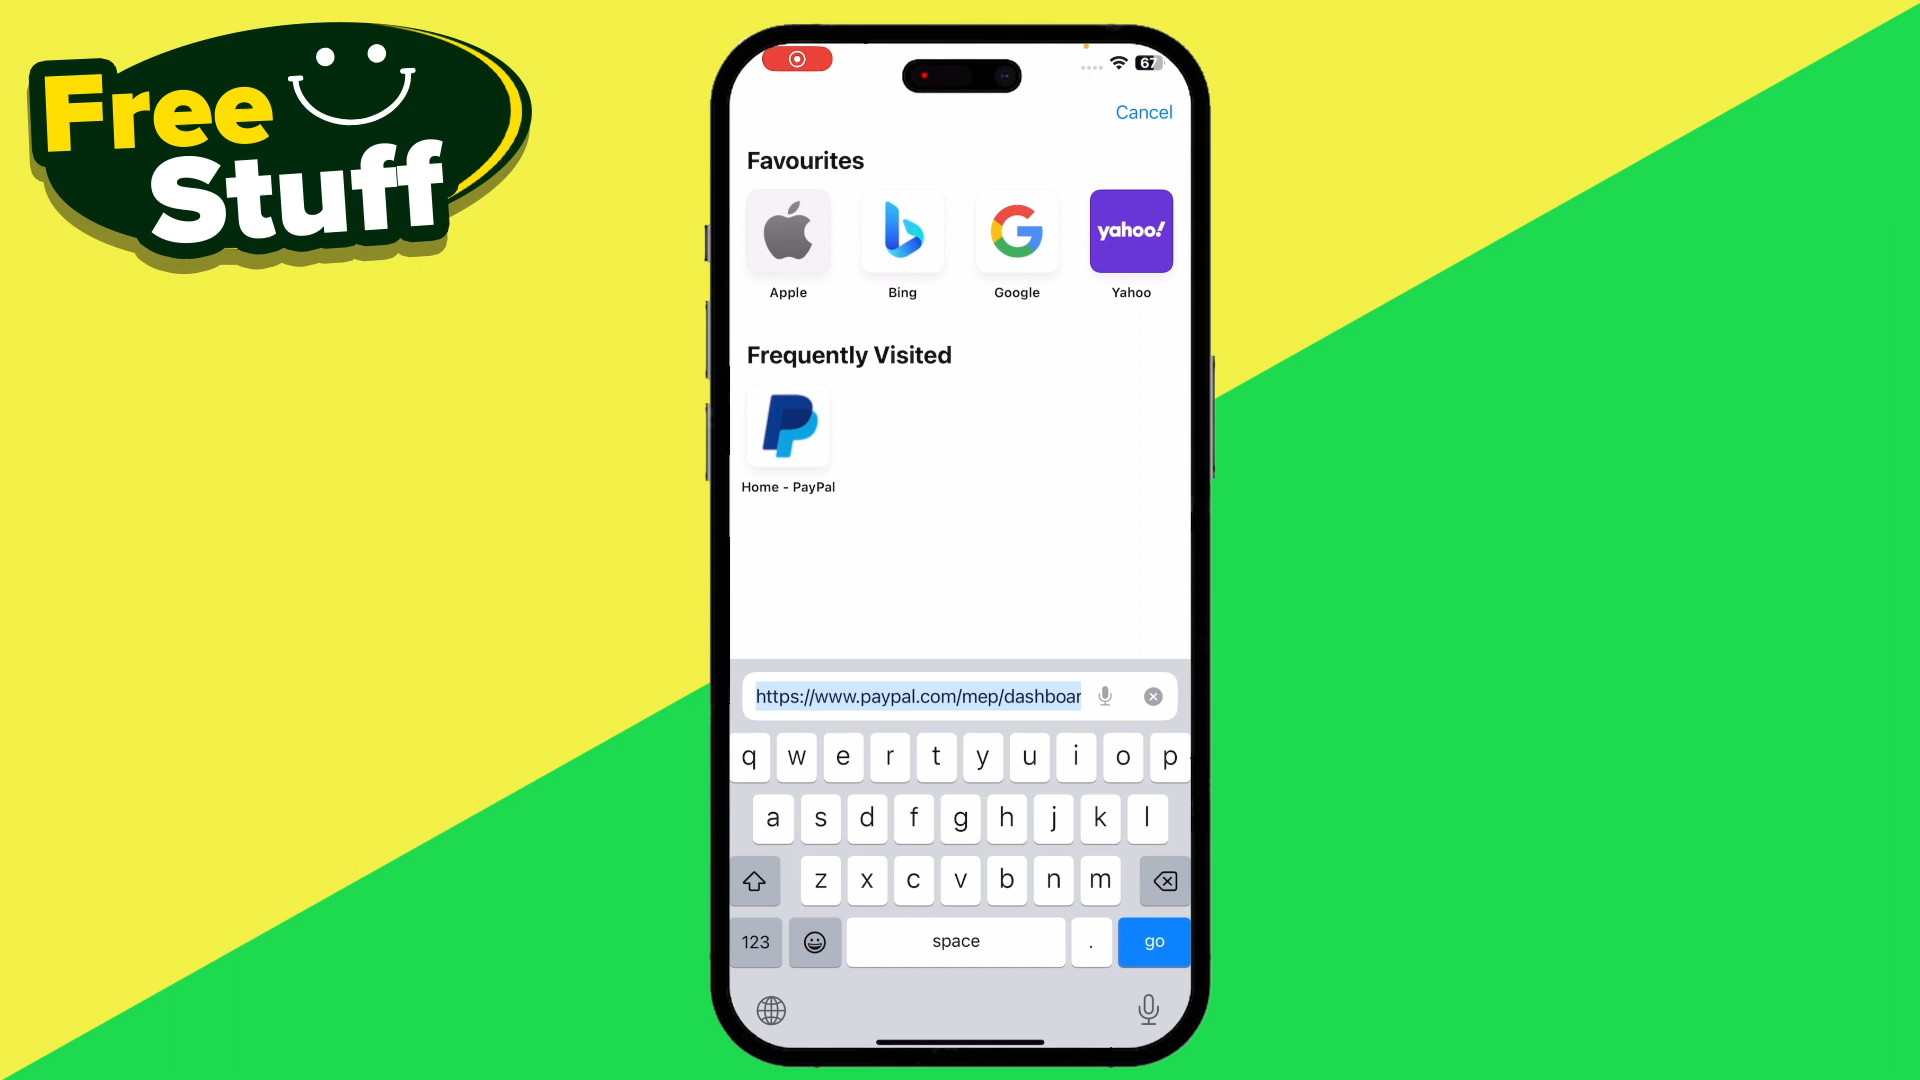 Free
Stuff
67
Cancel
Favourites
yahoo!
Apple
Bing
Google
Yahoo
Frequently Visited
Home - PayPal
https://www.paypal.com/mep/dashboar
q w e r t y u i o p
a s d f g h j k l
z x c v b n m
123
space
.
go